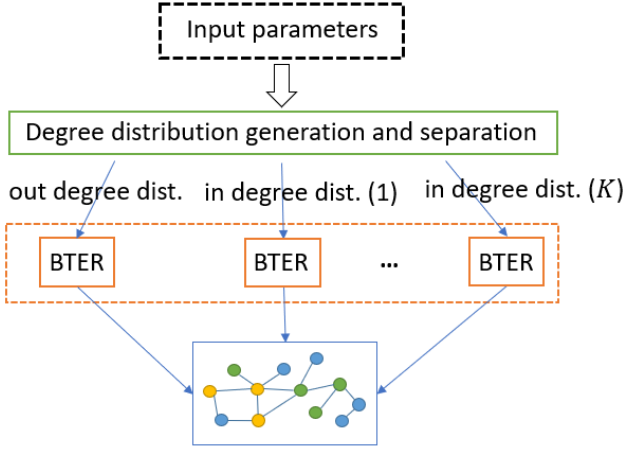 Input parameters
Degree distribution generation and separation
out degree dist. in degree dist. (1) in degree dist. (K)
BTER BTER ... BTER